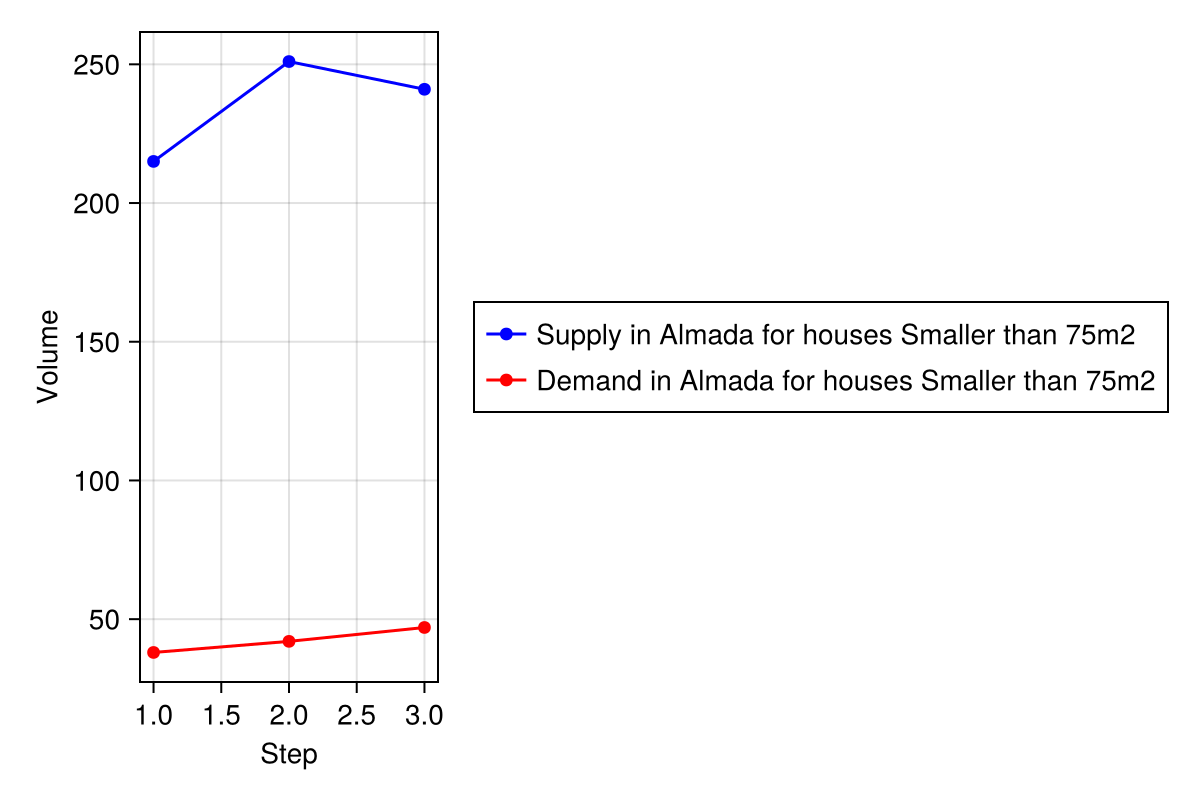 250
200
150
100
50
Volume
1.0 1.5 2.0 2.5 3.0
Step
Supply in Almada for houses Smaller than 75m2
Demand in Almada for houses Smaller than 75m2